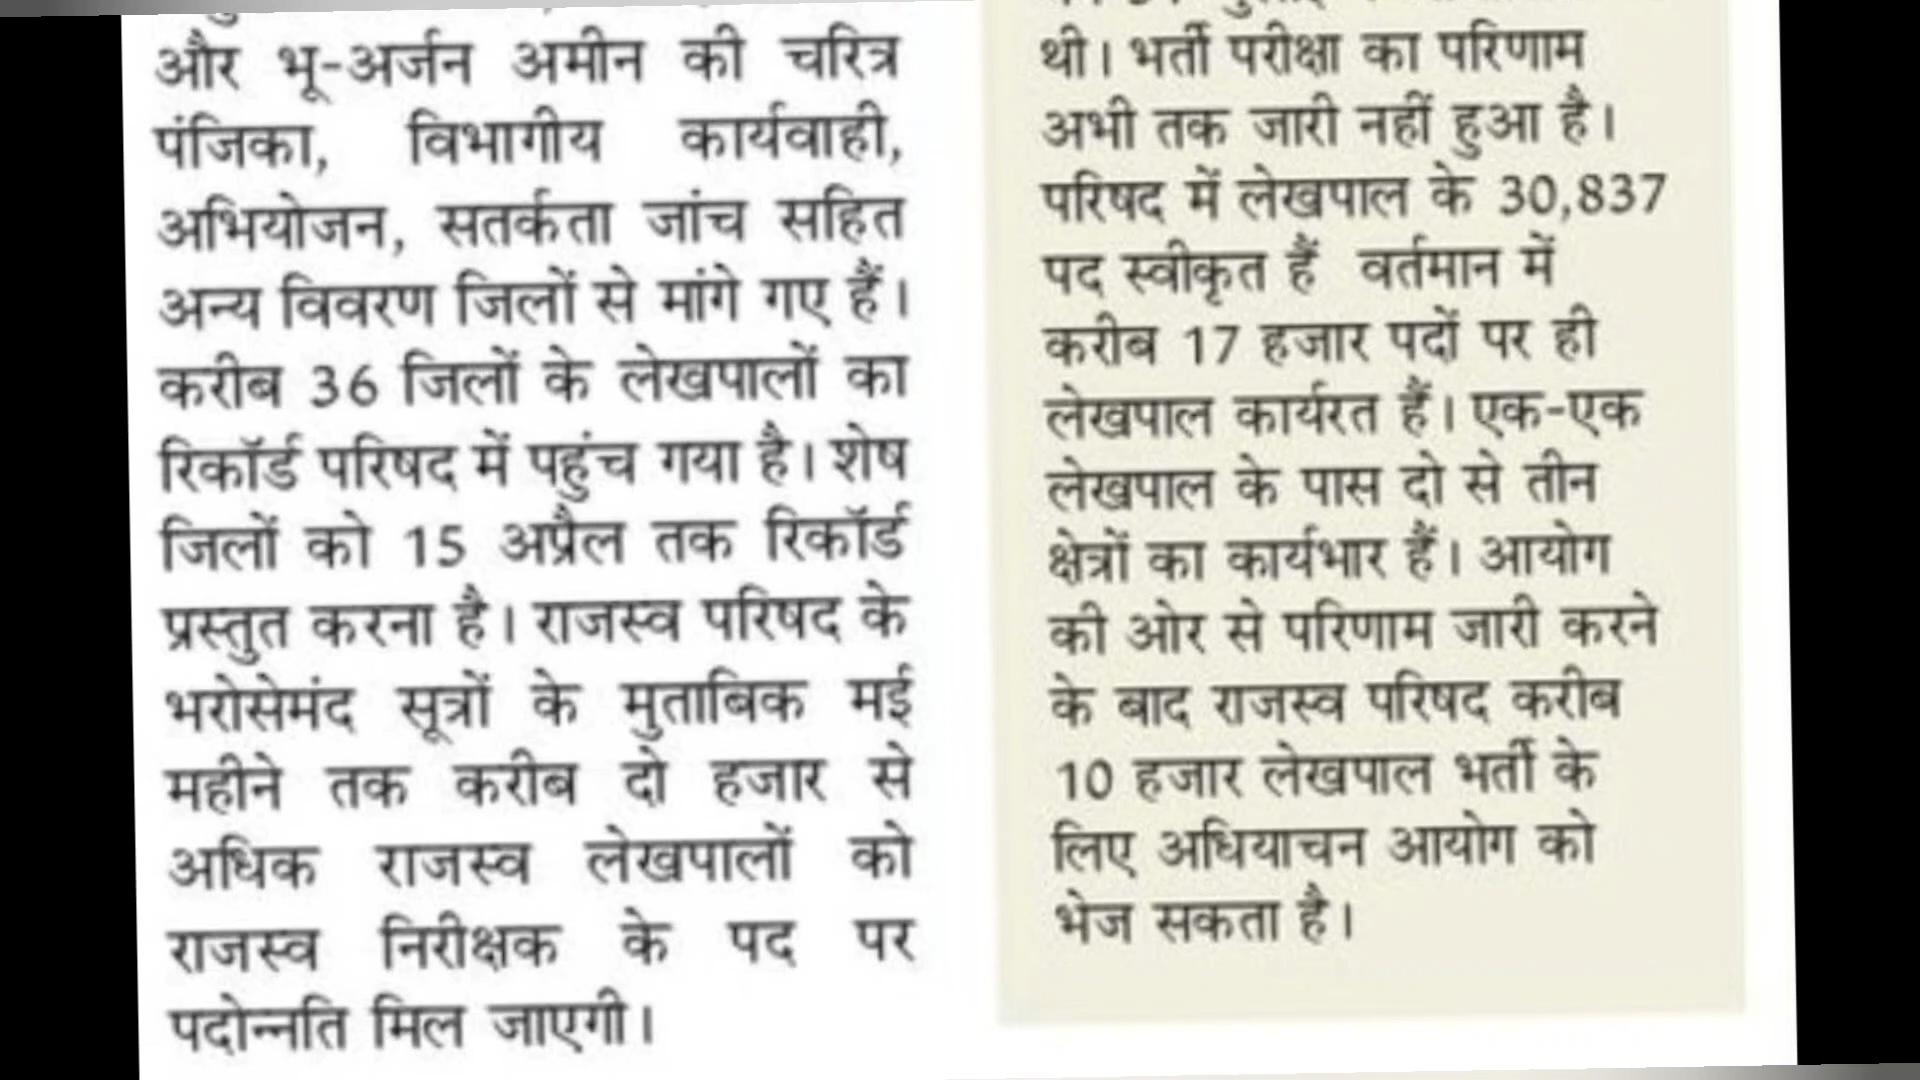 और भू-अर्जन अमीन की चरित्र
पंजिका, विभागीय कार्यवाही,
अभियोजन, सतर्कता जांच सहित
अन्य विवरण जिलों से मांगे गए हैं।
करीब 36 जिलों के लेखपालों का
रिकॉर्ड परिषद में पहुंच गया है। शेष
जिलों को 15 अप्रैल तक रिकॉर्ड
प्रस्तुत करना है। राजस्व परिषद के
भरोसेमंद सूत्रों के मुताबिक मई
महीने तक करीब दो हजार से
अधिक राजस्व लेखपालों को
राजस्व निरीक्षक के पद पर
पदोन्नति मिल जाएगी।
थी। भर्ती परीक्षा का परिणाम
अभी तक जारी नहीं हुआ है।
परिषद में लेखपाल के 30,837
पद स्वीकृत हैं वर्तमान में
करीब 17 हजार पदों पर ही
लेखपाल कार्यरत हैं। एक-एक
लेखपाल के पास दो से तीन
क्षेत्रों का कार्यभार हैं। आयोग
की ओर से परिणाम जारी करने
के बाद राजस्व परिषद करीब
10 हजार लेखपाल भर्ती के
लिए अधियाचन आयोग को
भेज सकता है।